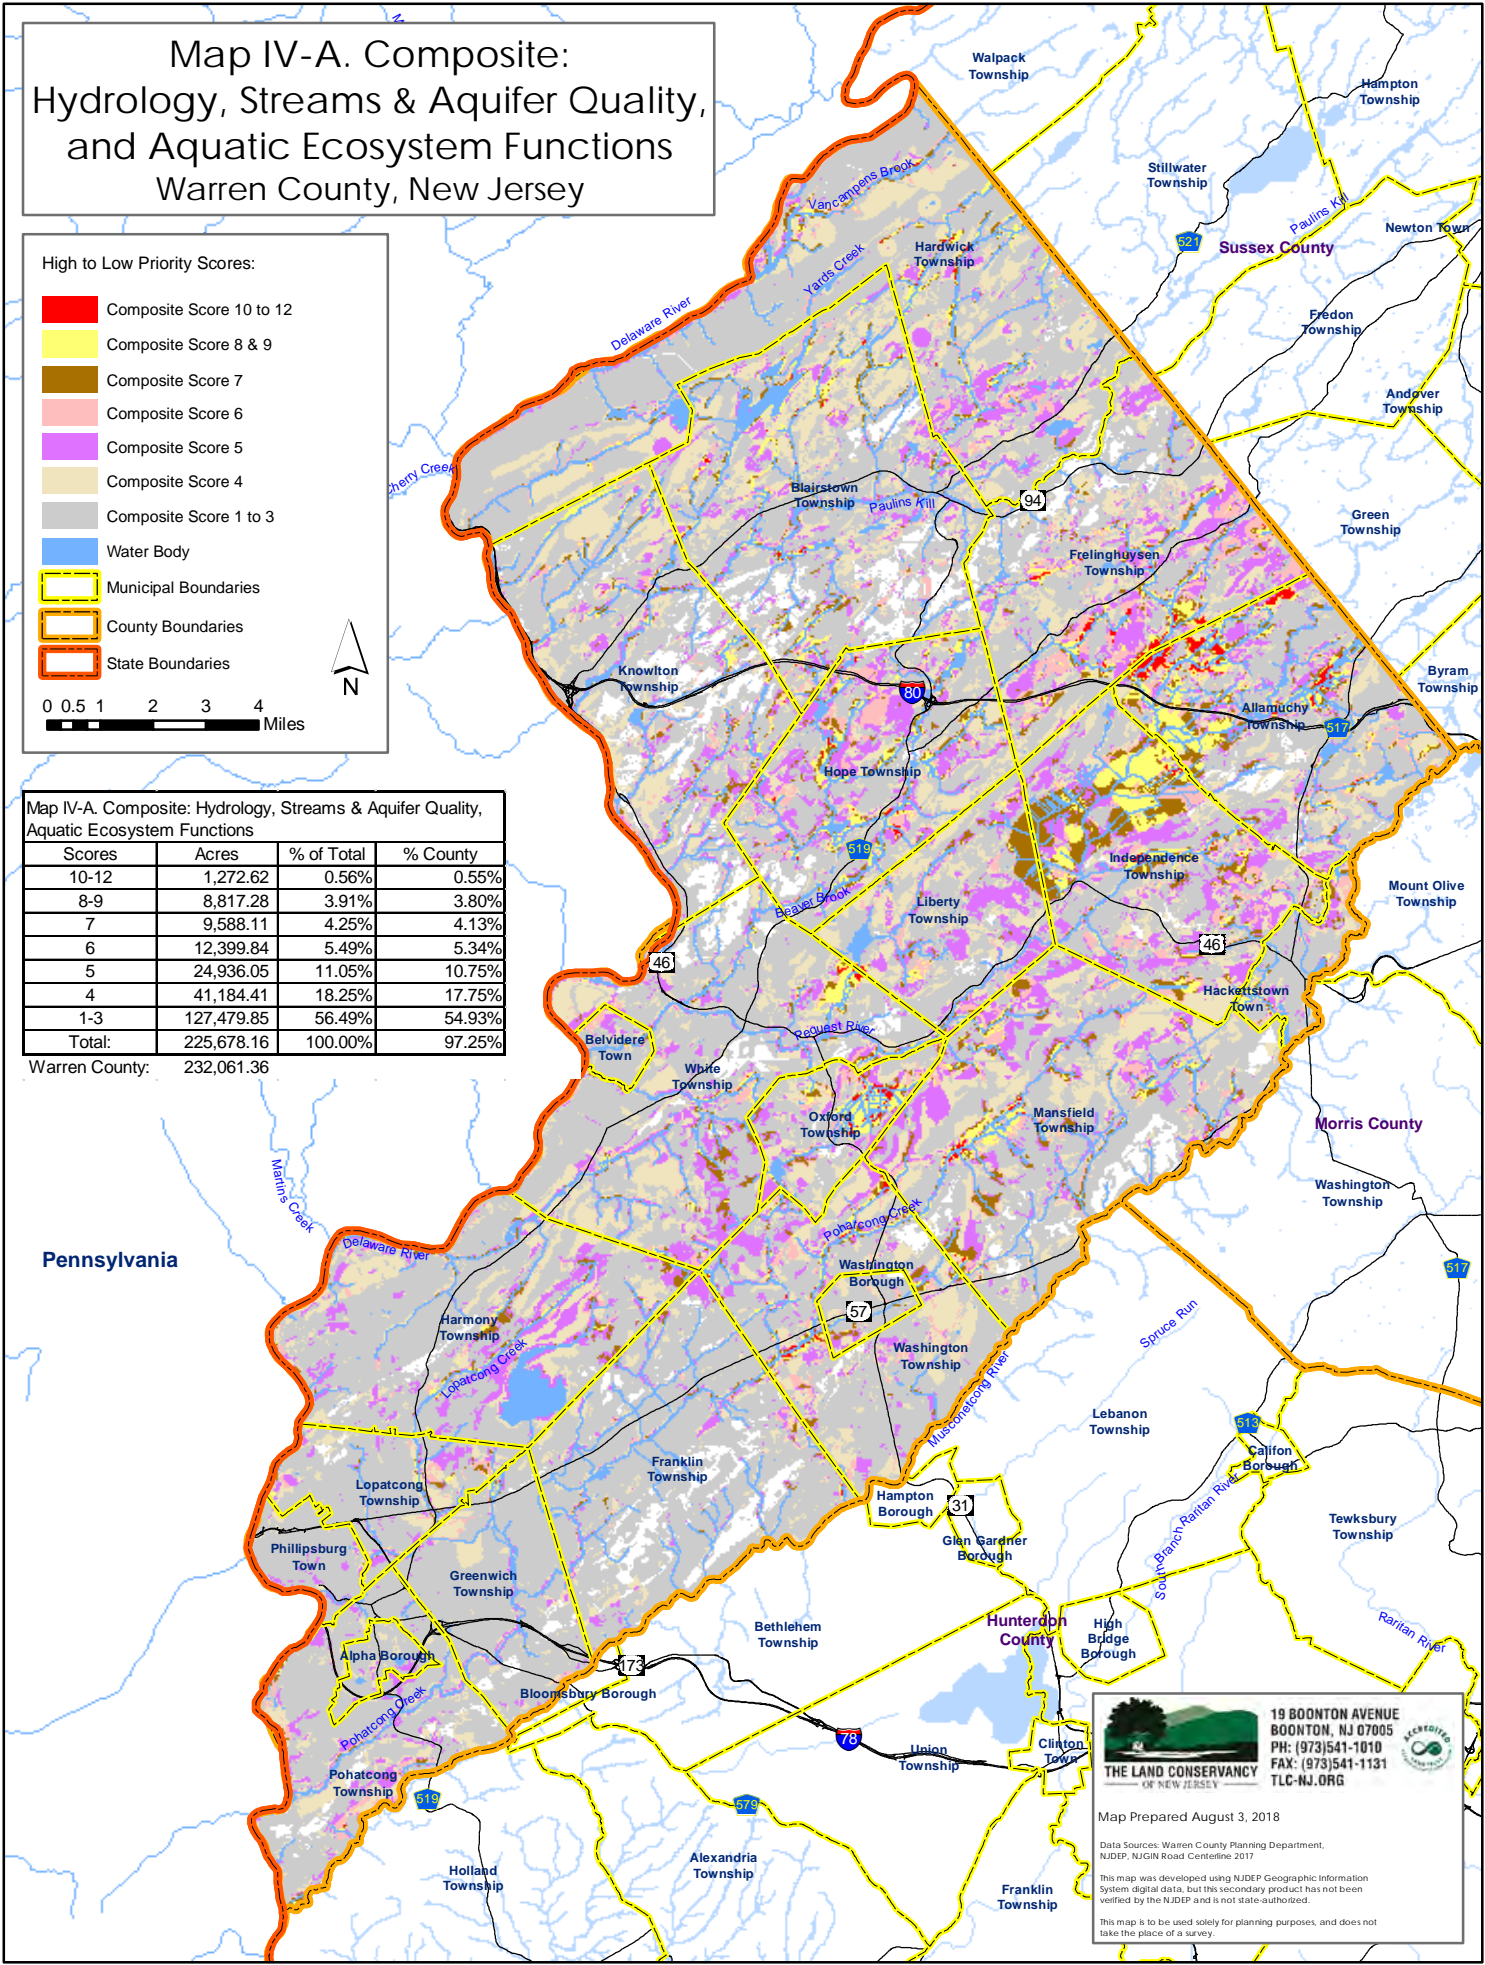 Map IV-A. Composite:
Hydrology, Streams & Aquifer Quality,
and Aquatic Ecosystem Functions
Warren County, New Jersey
High to Low Priority Scores:
Composite Score 10 to 12
Composite Score 8 & 9
Composite Score 7
Composite Score 6
Composite Score 5
Composite Score 4
Composite Score 1 to 3
Water Body
Municipal Boundaries
County Boundaries
State Boundaries
N
0 0.5 1 2 3 4
Miles
Map IV-A. Composite: Hydrology, Streams & Aquifer Quality,
Aquatic Ecosystem Functions
Scores Acres % of Total % County
10-12 1,272.62 0.56% 0.55%
8-9 8,817.28 3.91% 3.80%
7 9,588.11 4.25% 4.13%
6 12,399.84 5.49% 5.34%
5 24,936.05 11.05% 10.75%
4 41,184.41 18.25% 17.75%
1-3 127,479.85 56.49% 54.93%
Total: 225,678.16 100.00% 97.25%
Warren County: 232,061.36
Walpack
Township
Hampton
Township
Stillwater
Township
Paulins Kill
Newton Town
521
Sussex County
Vancampens Brook
Hardwick
Township
Yards Creek
Delaware River
Fredon
Township
Andover
Township
Cherry Creek
Blairstown
Township
Paulins Kill
94
Green
Township
Frelinghuysen
Township
Knowlton
Township
80
Byram
Township
Allamuchy
Township
517
Hope Township
519
Independence
Township
Mount Olive
Township
Beaver Brook
Liberty
Township
46
46
Hackettstown
Town
Request River
Belvidere
Town
White
Township
Oxford
Township
Mansfield
Township
Morris County
Washington
Township
Martins Creek
Delaware River
Pennsylvania
Pohatcong Creek
Washington
Borough
57
517
Harmony
Township
Lopatcong Creek
Washington
Township
Spruce Run
Musconetcong River
Lebanon
Township
513
Califon
Borough
Franklin
Township
Lopatcong
Township
Hampton
Borough
31
South Branch Raritan River
Tewksbury
Township
Phillipsburg
Town
Glen Gardner
Borough
Greenwich
Township
Bethlehem
Township
Hunterdon
County
High
Bridge
Borough
Raritan River
Alpha Borough
173
Bloomsbury Borough
Pohatcong Creek
78
Union
Township
Clinton
Town
Pohatcong
Township
519
579
Holland
Township
Alexandria
Township
Franklin
Township
THE LAND CONSERVANCY
OF NEW JERSEY
19 BOONTON AVENUE
BOONTON, NJ 07005
PH: (973)541-1010
FAX: (973)541-1131
TLC-NJ.ORG
ACCREDITED
Map Prepared August 3, 2018
Data Sources: Warren County Planning Department,
NJDEP, NJGIN Road Centerline 2017
This map was developed using NJDEP Geographic Information
System digital data, but this secondary product has not been
verified by the NJDEP and is not state-authorized.
This map is to be used solely for planning purposes, and does not
take the place of a survey.